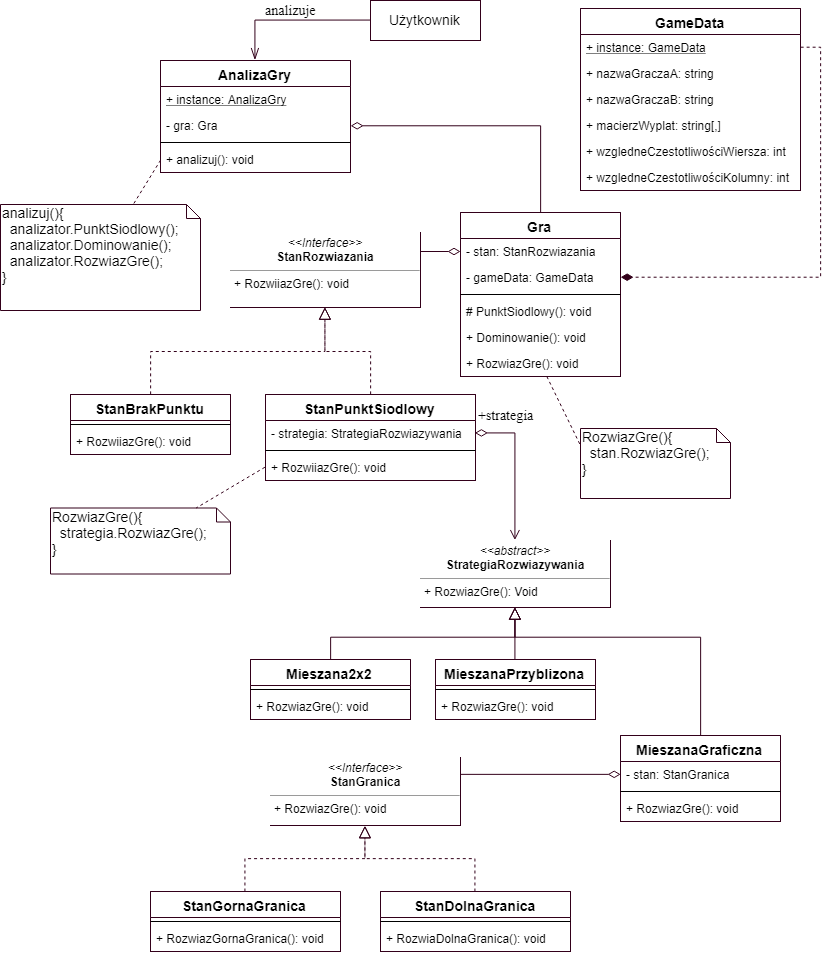 analizuje
Użytkownik
GameData
+ instance: GameData
+ nazwaGraczaA: string
+ nazwaGraczaB: string
+ macierzWyplat: string[,]
+ wzgledneCzestotliwościWiersza: int
+ wzgledneCzestotliwościKolumny: int
AnalizaGry
+ instance: AnalizaGry
- gra: Gra
+ analizuj(): void
analizuj(){
analizator.PunktSiodlowy();
analizator.Dominowanie();
analizator.RozwiazGre();
}
<<Interface>>
StanRozwiazania
+ RozwiiazGre(): void
Gra
- stan: StanRozwiazania
- gameData: GameData
# PunktSiodlowy(): void
+ Dominowanie(): void
+ RozwiazGre(): void
StanBrakPunktu
+ RozwiiazGre(): void
StanPunktSiodlowy
- strategia: StrategiaRozwiazywania
+ RozwiiazGre(): void
+strategia
RozwiazGre(){
stan.RozwiazGre();
}
RozwiazGre(){
strategia.RozwiazGre();
}
<<abstract>>
StrategiaRozwiazywania
+ RozwiazGre(): Void
Mieszana2x2
+ RozwiazGre(): void
MieszanaPrzyblizona
+ RozwiazGre(): void
MieszanaGraficzna
- stan: StanGranica
+ RozwiazGre(): void
<<Interface>>
StanGranica
+ RozwiazGre(): void
StanGornaGranica
+ RozwiazGornaGranica(): void
StanDolnaGranica
+ RozwiaDolnaGranica(): void